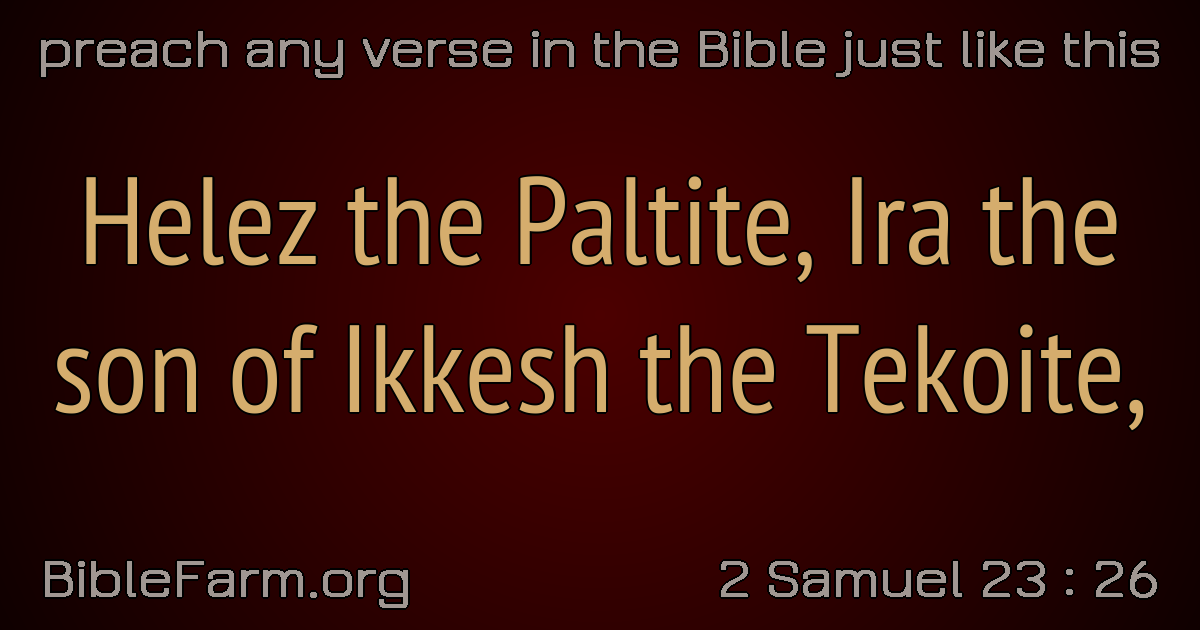 preach any verse in the Bible just like this
Helez the Paltite, Ira the
son of Ikkesh the Tekoite,
BibleFarm.org
2 Samuel 23 : 26